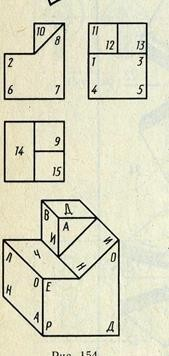 10 11
8 12 13
2 1 3
6 7 4 5
14 9
15
В Д
А
И И
Л Ч О
Н О Е Н
А Р Д
Рис. 154